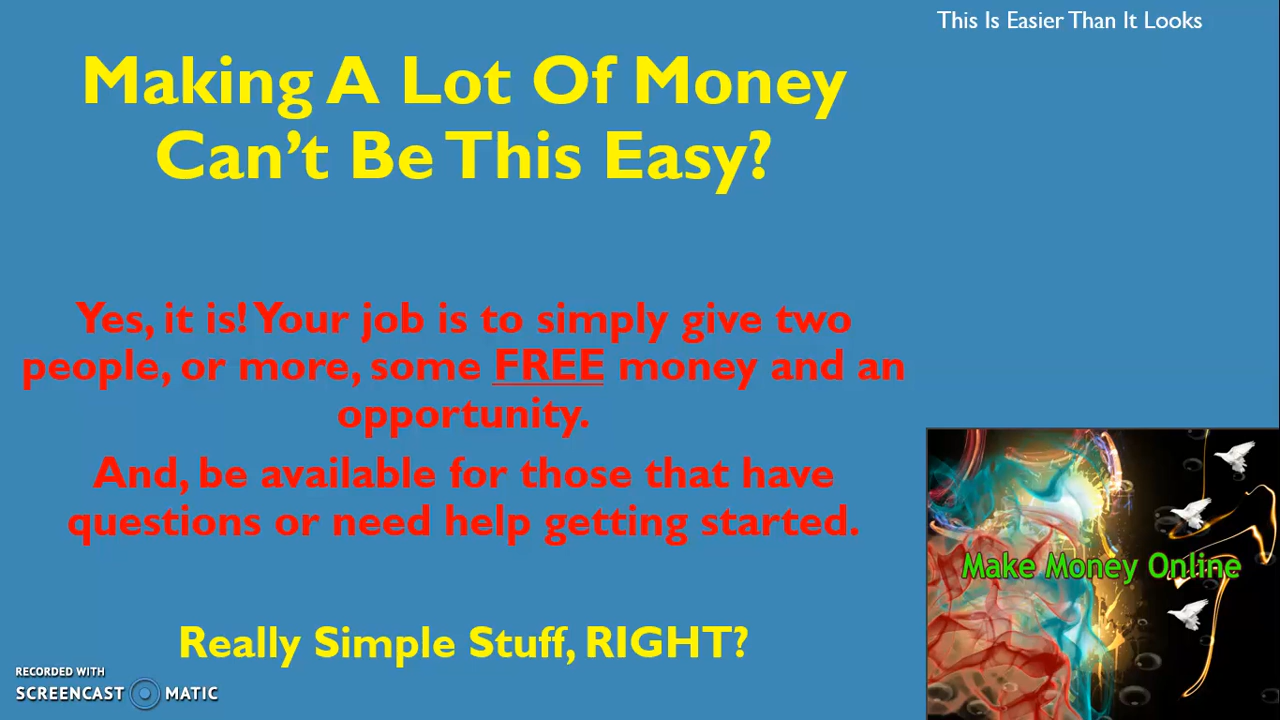 This Is Easier Than It Looks
Making A Lot Of Money
Can't Be This Easy?
Yes, it is! Your job is to simply give two
people, or more, some FREE money and an
opportunity.
And, be available for those that have
questions or need help getting started.
Make Money Online
Really Simple Stuff, RIGHT?
RECORDED WITH
SCREENCAST MATIC